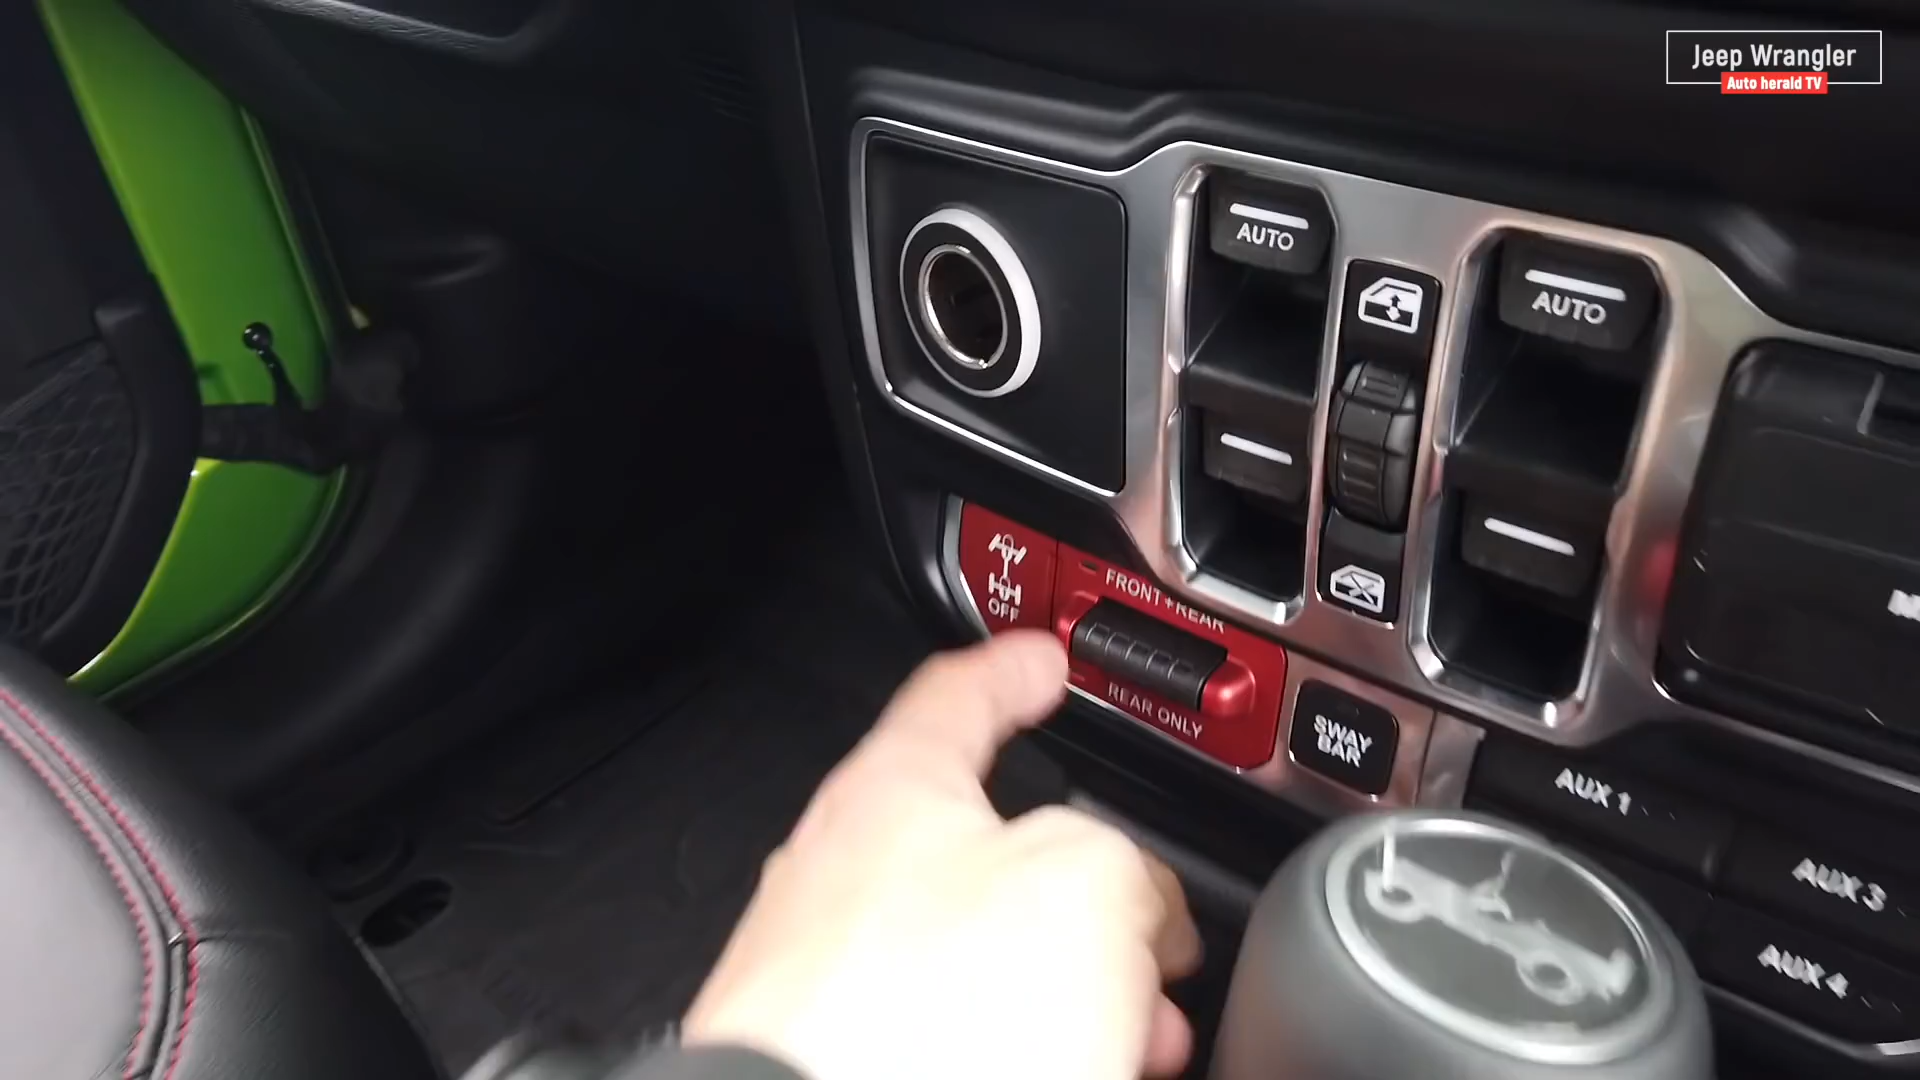 Jeep Wrangler
Auto herald TV
AUTO
AUTO
OFF
FRONT+REAR
REAR ONLY
SWAY
BAR
AUX 1
AUX 3
AUX 4